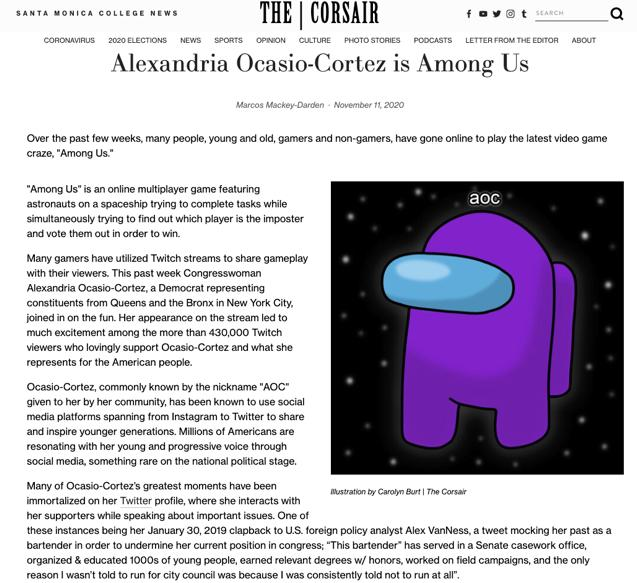 SANTA MONICA COLLEGE NEWS
THE | CORSAIR
SEARCH
CORONAVIRUS 2020 ELECTIONS NEWS SPORTS OPINION CULTURE PHOTO STORIES PODCASTS LETTER FROM THE EDITOR ABOUT
Alexandria Ocasio-Cortez is Among Us
Marcos Mackey-Darden · November 11, 2020
Over the past few weeks, many people, young and old, gamers and non-gamers, have gone online to play the latest video game
craze, "Among Us."
"Among Us" is an online multiplayer game featuring
astronauts on a spaceship trying to complete tasks while
simultaneously trying to find out which player is the imposter
and vote them out in order to win.
Many gamers have utilized Twitch streams to share gameplay
with their viewers. This past week Congresswoman
Alexandria Ocasio-Cortez, a Democrat representing
constituents from Queens and the Bronx in New York City,
joined in on the fun. Her appearance on the stream led to
much excitement among the more than 430,000 Twitch
viewers who lovingly support Ocasio-Cortez and what she
represents for the American people.
Ocasio-Cortez, commonly known by the nickname "AOC"
given to her by her community, has been known to use social
media platforms spanning from Instagram to Twitter to share
and inspire younger generations. Millions of Americans are
resonating with her young and progressive voice through
social media, something rare on the national political stage.
aoc
Illustration by Carolyn Burt | The Corsair
Many of Ocasio-Cortez's greatest moments have been
immortalized on her Twitter profile, where she interacts with
her supporters while speaking about important issues. One of
these instances being her January 30, 2019 clapback to U.S. foreign policy analyst Alex VanNess, a tweet mocking her past as a
bartender in order to undermine her current position in congress; “This bartender” has served in a Senate casework office,
organized & educated 1000s of young people, earned relevant degrees w/ honors, worked on field campaigns, and the only
reason I wasn't told to run for city council was because I was consistently told not to run at all”.